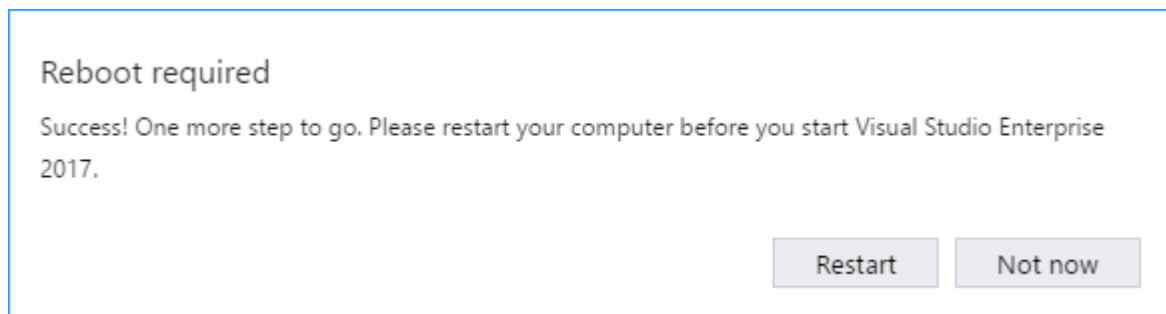 Reboot required
Success! One more step to go. Please restart your computer before you start Visual Studio Enterprise
2017.
Restart Not now